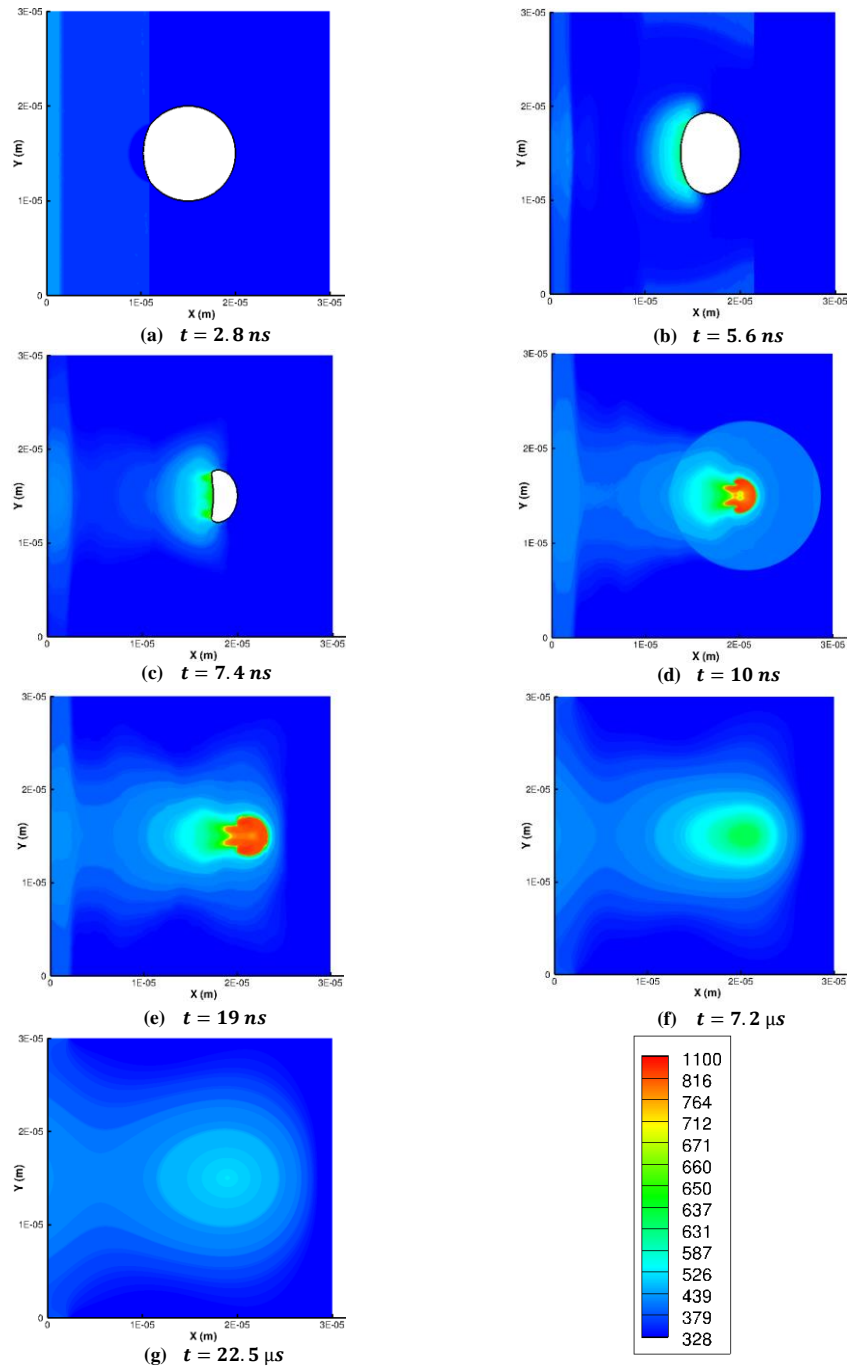 3E-05
2E-05
1E-05
0
Y (m)
0
1E-05
2E-05
3E-05
X (m)
(a) t = 2.8 ns
3E-05
2E-05
1E-05
0
Y (m)
0
1E-05
2E-05
3E-05
X (m)
(b) t = 5.6 ns
3E-05
2E-05
1E-05
0
Y (m)
0
1E-05
2E-05
3E-05
X (m)
(c) t = 7.4 ns
3E-05
2E-05
1E-05
0
Y (m)
0
1E-05
2E-05
3E-05
X (m)
(d) t = 10 ns
3E-05
2E-05
1E-05
0
Y (m)
0
1E-05
2E-05
3E-05
X (m)
(e) t = 19 ns
3E-05
2E-05
1E-05
0
Y (m)
0
1E-05
2E-05
3E-05
X (m)
(f) t = 7.2 μs
3E-05
2E-05
1E-05
0
Y (m)
0
1E-05
2E-05
3E-05
X (m)
(g) t = 22.5 μs
1100
816
764
712
671
660
650
637
631
587
526
439
379
328